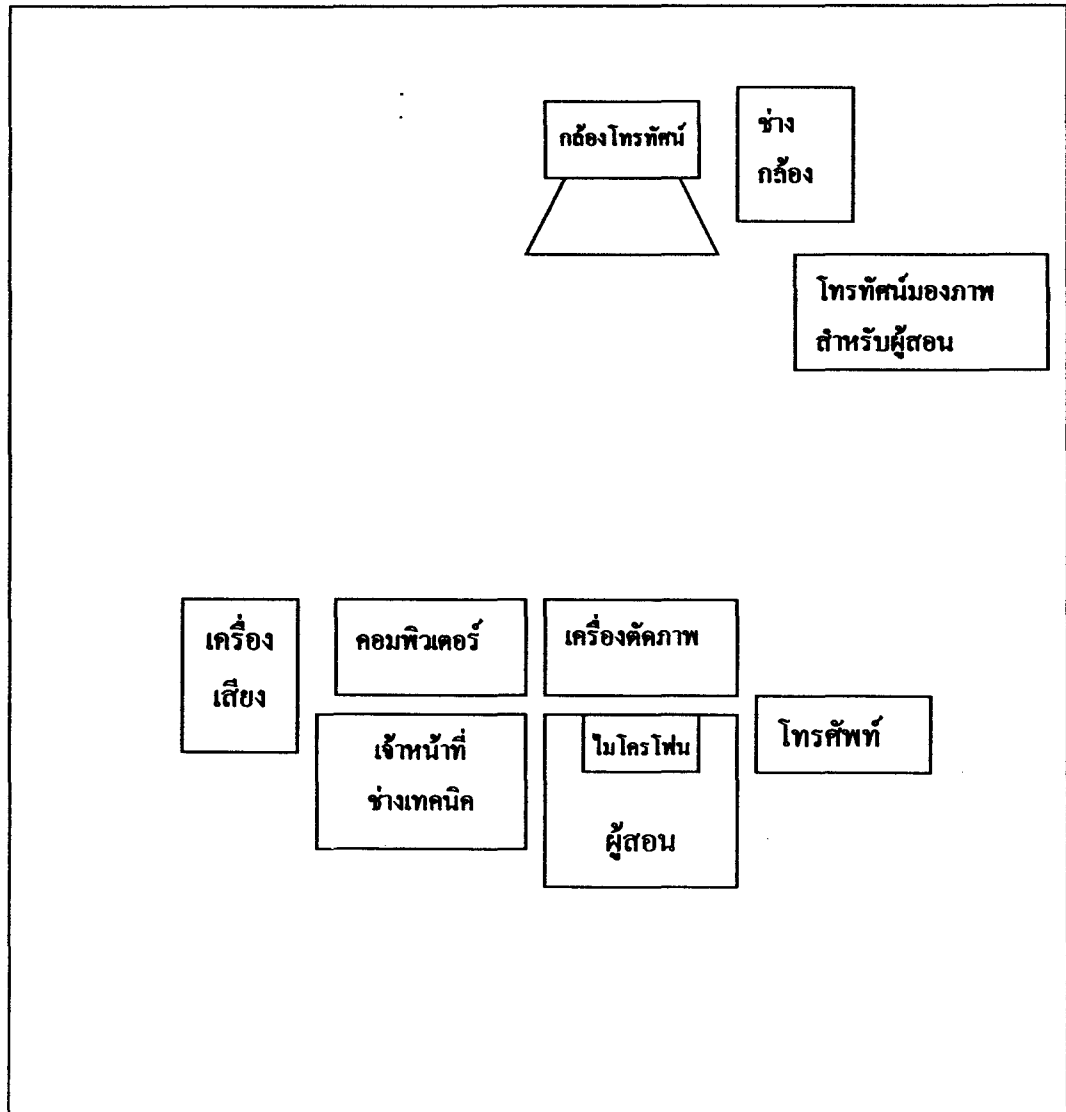 กล้องโทรทัศน์
ช่าง
กล้อง
โทรทัศน์มองภาพ
สำหรับผู้สอน
เครื่อง
เสียง
คอมพิวเตอร์
เครื่องตัดภาพ
เจ้าหน้าที่
ช่างเทคนิค
ไมโครโฟน
ผู้สอน
โทรศัพท์